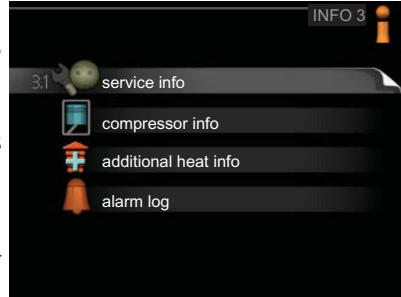 INFO 3
3.1 service info
compressor info
additional heat info
alarm log